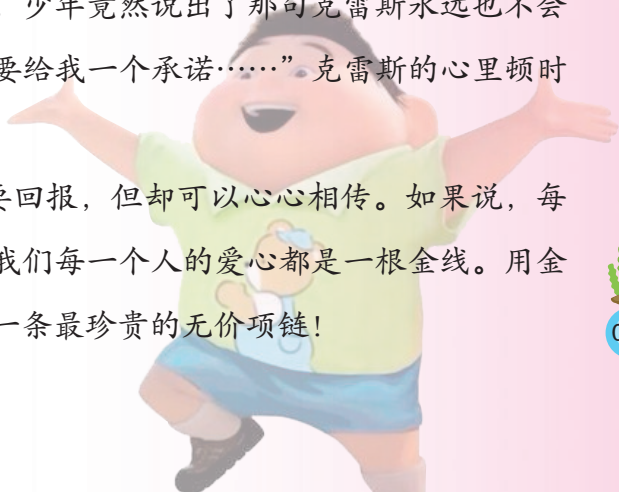 少年竟然说出了那句克雷斯永远也不会
要给我一个承诺……”克雷斯的心里顿时
要回报，但却可以心心相传。如果说，每
我们每一个人的爱心都是一根金线。用金
一条最珍贵的无价项链！